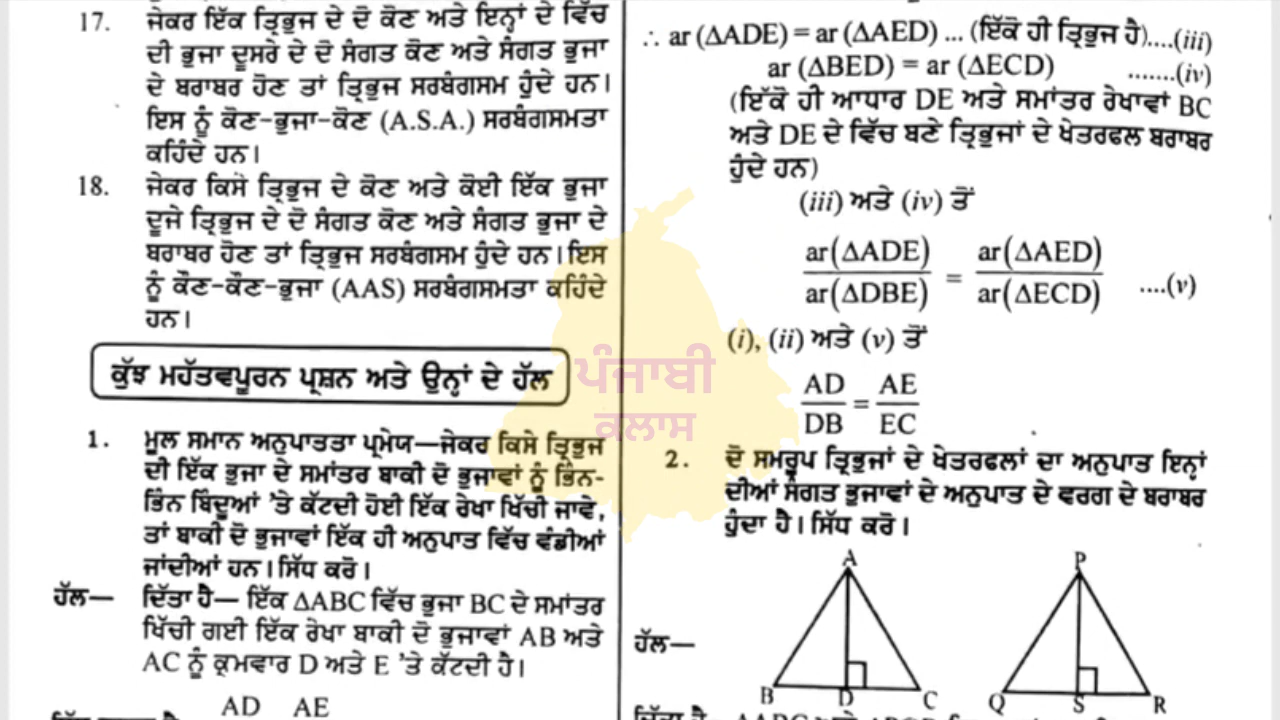 17. ਜੇਕਰ ਇੱਕ ਤ੍ਰਿਭੁਜ ਦੇ ਦੋ ਕੋਣ ਅਤੇ ਇਨ੍ਹਾਂ ਦੇ ਵਿੱਚ
ਦੀ ਭੁਜਾ ਦੂਸਰੇ ਦੇ ਦੋ ਸੰਗਤ ਕੋਣ ਅਤੇ ਸੰਗਤ ਭੁਜਾ
ਦੇ ਬਰਾਬਰ ਹੋਣ ਤਾਂ ਤ੍ਰਿਭੁਜ ਸਰਬੰਗਸਮ ਹੁੰਦੇ ਹਨ।
ਇਸ ਨੂੰ ਕੋਣ-ਭੁਜਾ-ਕੋਣ (A.S.A.) ਸਰਬੰਗਸਮਤਾ
ਕਹਿੰਦੇ ਹਨ।
18. ਜੇਕਰ ਕਿਸੇ ਤ੍ਰਿਭੁਜ ਦੇ ਕੋਣ ਅਤੇ ਕੋਈ ਇੱਕ ਭੁਜਾ
ਦੂਜੇ ਤ੍ਰਿਭੁਜ ਦੇ ਦੋ ਸੰਗਤ ਕੋਣ ਅਤੇ ਸੰਗਤ ਭੁਜਾ ਦੇ
ਬਰਾਬਰ ਹੋਣ ਤਾਂ ਤ੍ਰਿਭੁਜ ਸਰਬੰਗਸਮ ਹੁੰਦੇ ਹਨ। ਇਸ
ਨੂੰ ਕੌਣ-ਕੌਣ-ਭੁਜਾ (AAS) ਸਰਬੰਗਸਮਤਾ ਕਹਿੰਦੇ
ਹਨ।
ਕੁੱਝ ਮਹੱਤਵਪੂਰਨ ਪ੍ਰਸ਼ਨ ਅਤੇ ਉਨ੍ਹਾਂ ਦੇ ਹੱਲ
1. ਮੂਲ ਸਮਾਨ ਅਨੁਪਾਤਤਾ ਪ੍ਰਮੇਯ—ਜੇਕਰ ਕਿਸੇ ਤ੍ਰਿਭੁਜ
ਦੀ ਇੱਕ ਭੁਜਾ ਦੇ ਸਮਾਂਤਰ ਬਾਕੀ ਦੋ ਭੁਜਾਵਾਂ ਨੂੰ ਭਿੰਨ-
ਭਿੰਨ ਬਿੰਦੂਆਂ 'ਤੇ ਕੱਟਦੀ ਹੋਈ ਇੱਕ ਰੇਖਾ ਖਿੱਚੀ ਜਾਵੇ,
ਤਾਂ ਬਾਕੀ ਦੋ ਭੁਜਾਵਾਂ ਇੱਕ ਹੀ ਅਨੁਪਾਤ ਵਿੱਚ ਵੰਡੀਆਂ
ਜਾਂਦੀਆਂ ਹਨ। ਸਿੱਧ ਕਰੋ।
ਹੱਲ— ਦਿੱਤਾ ਹੈ— ਇੱਕ ΔABC ਵਿੱਚ ਭੁਜਾ BC ਦੇ ਸਮਾਂਤਰ
ਖਿੱਚੀ ਗਈ ਇੱਕ ਰੇਖਾ ਬਾਕੀ ਦੋ ਭੁਜਾਵਾਂ AB ਅਤੇ
AC ਨੂੰ ਕ੍ਰਮਵਾਰ D ਅਤੇ E 'ਤੇ ਕੱਟਦੀ ਹੈ।
AD AE
∴ ar (ΔADE) = ar (ΔAED) ... (ਇੱਕੋ ਹੀ ਤ੍ਰਿਭੁਜ ਹੈ)....(iii)
ar (ΔBED) = ar (ΔECD) .......(iv)
(ਇੱਕੋ ਹੀ ਆਧਾਰ DE ਅਤੇ ਸਮਾਂਤਰ ਰੇਖਾਵਾਂ BC
ਅਤੇ DE ਦੇ ਵਿੱਚ ਬਣੇ ਤ੍ਰਿਭੁਜਾਂ ਦੇ ਖੇਤਰਫਲ ਬਰਾਬਰ
ਹੁੰਦੇ ਹਨ)
(iii) ਅਤੇ (iv) ਤੋਂ
ar(ΔADE)/ar(ΔDBE) = ar(ΔAED)/ar(ΔECD) ....(v)
(i), (ii) ਅਤੇ (v) ਤੋਂ
AD/DB = AE/EC
2. ਦੋ ਸਮਰੂਪ ਤ੍ਰਿਭੁਜਾਂ ਦੇ ਖੇਤਰਫਲਾਂ ਦਾ ਅਨੁਪਾਤ ਇਨ੍ਹਾਂ
ਦੀਆਂ ਸੰਗਤ ਭੁਜਾਵਾਂ ਦੇ ਅਨੁਪਾਤ ਦੇ ਵਰਗ ਦੇ ਬਰਾਬਰ
ਹੁੰਦਾ ਹੈ। ਸਿੱਧ ਕਰੋ।
A P
ਹੱਲ—
B D C Q S R
ਪੰਜਾਬੀ
ਕਲਾਸ